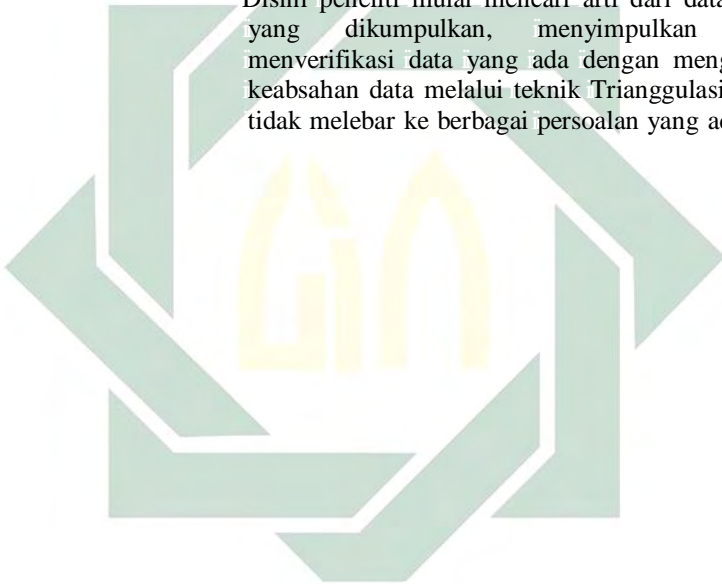 Disini peneliti mulai mencari arti dari data
yang dikumpulkan, menyimpulkan
menverifikasi data yang ada dengan
keabsahan data melalui teknik Trianggulasi
tidak melebar ke berbagai persoalan yang
UIN